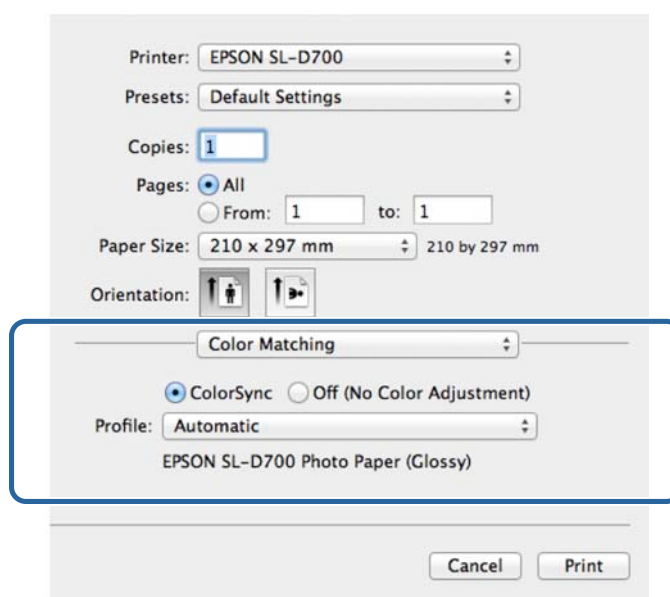 Printer: EPSON SL-D700
Presets: Default Settings
Copies: 1
Pages: All
From: 1 to: 1
Paper Size: 210 x 297 mm 210 by 297 mm
Orientation:
Color Matching
ColorSync Off (No Color Adjustment)
Profile: Automatic
EPSON SL-D700 Photo Paper (Glossy)
Cancel Print